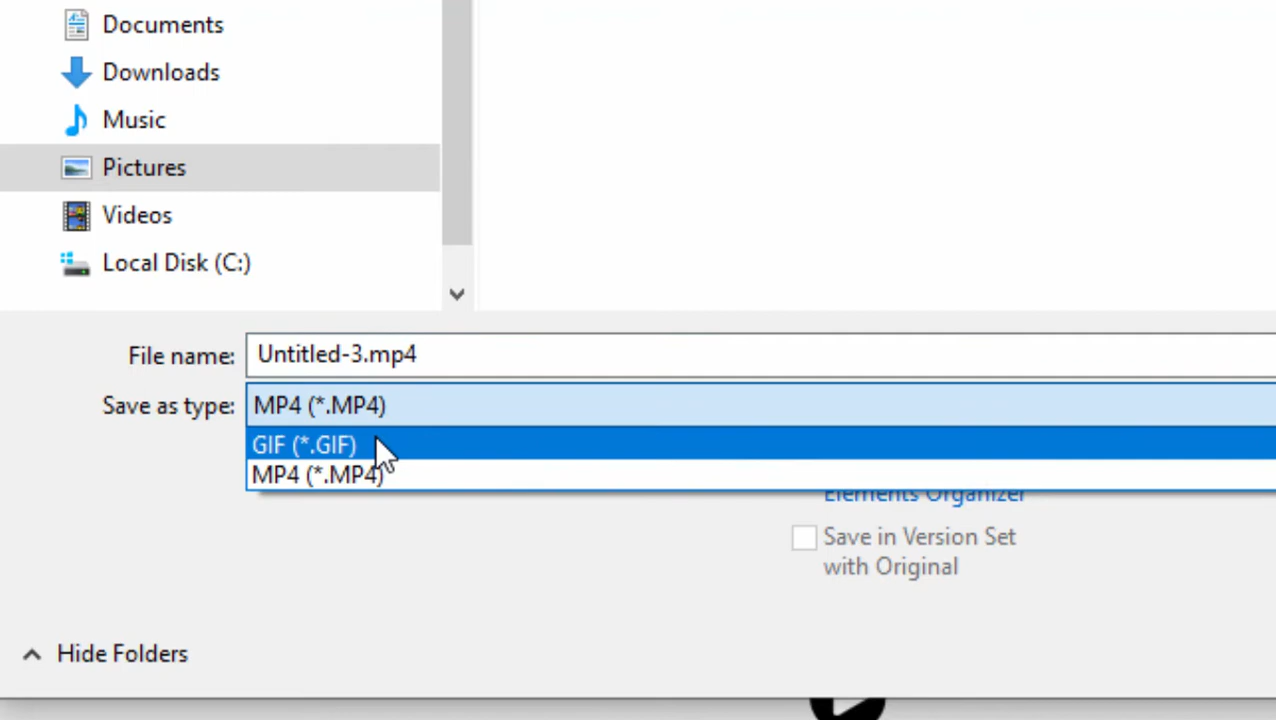 Documents
Downloads
Music
Pictures
Videos
Local Disk (C:)
File name: Untitled-3.mp4
Save as type: MP4 (*.MP4)
GIF (*.GIF)
MP4 (*.MP4)
Elements Organizer
Save in Version Set
with Original
Hide Folders